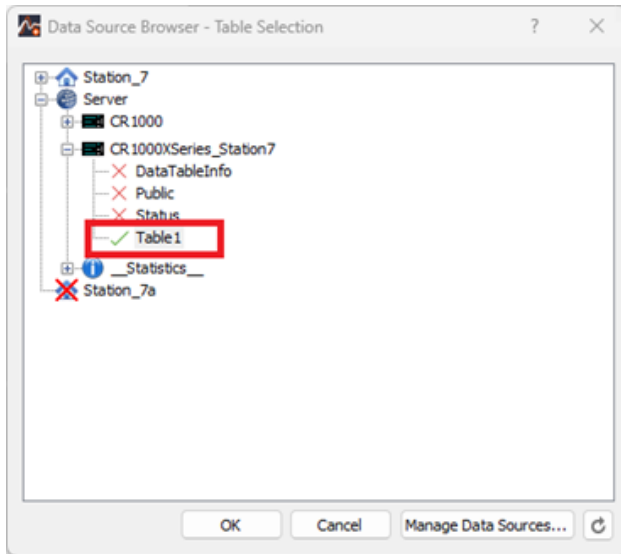 Data Source Browser - Table Selection ?
Station_7
Server
CR1000
CR1000XSeries_Station7
DataTableInfo
Public
Status
Table1
__Statistics__
Station_7a
OK Cancel Manage Data Sources...